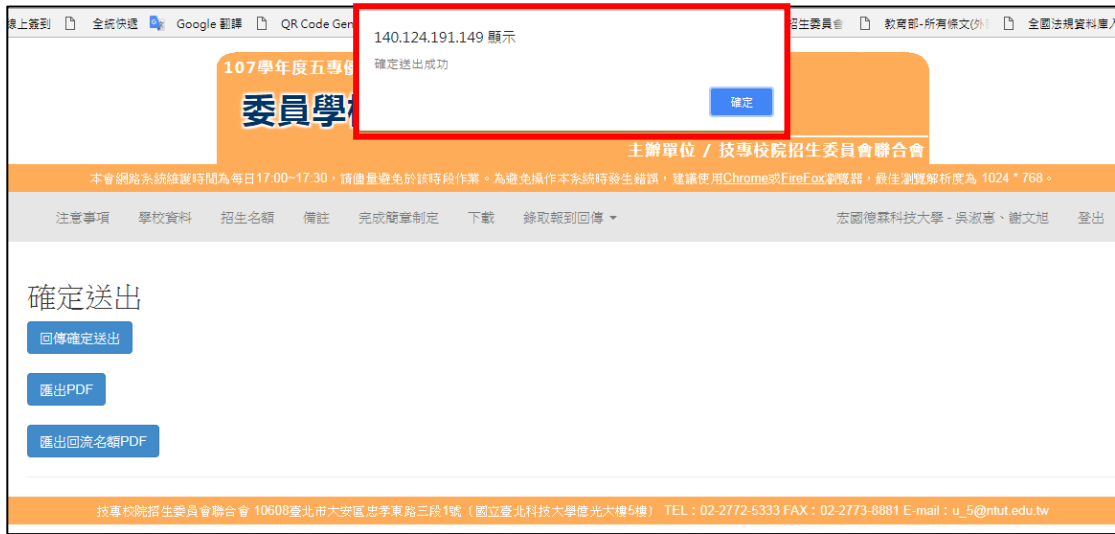 線上簽到 全統快遞 Google 翻譯 QR Code Gen
招生委員會 教育部-所有條文(外 全國法規資料庫入
140.124.191.149 顯示
確定送出成功
確定
107學年度五專優
委員學校
主辦單位 / 技專校院招生委員會聯合會
本會網路系統維護時間為每日17:00~17:30，請儘量避免於該時段作業。為避免操作本系統時發生錯誤，建議使用Chrome或FireFox瀏覽器，最佳瀏覽解析度為 1024 * 768。
注意事項 學校資料 招生名額 備註 完成簡章制定 下載 錄取報到回傳
宏國德霖科技大學 - 吳淑惠、謝文旭 登出
確定送出
回傳確定送出
匯出PDF
匯出回流名額PDF
技專校院招生委員會聯合會 10608臺北市大安區忠孝東路三段1號（國立臺北科技大學億光大樓5樓） TEL：02-2772-5333 FAX：02-2773-8881 E-mail：u_5@ntut.edu.tw